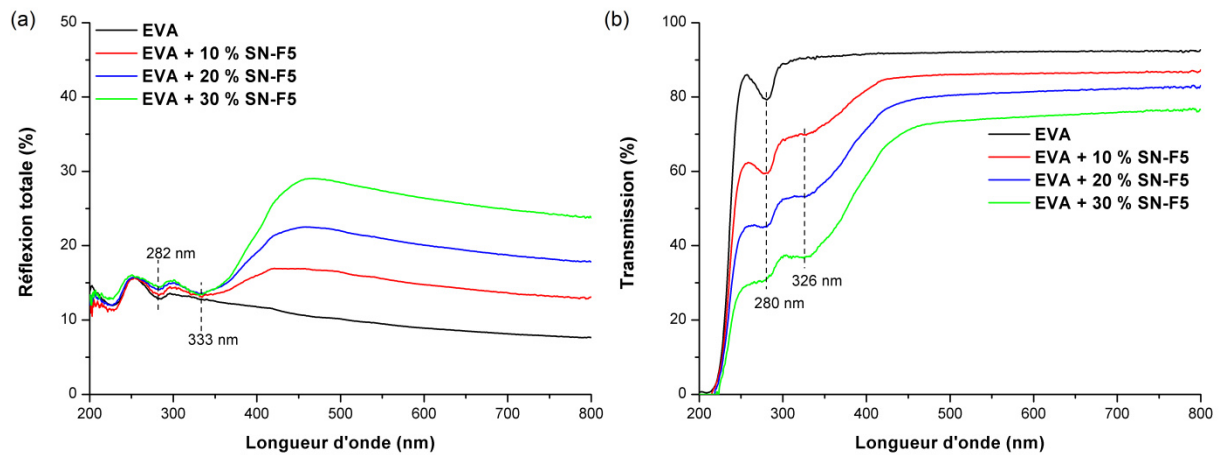 (a)
50
40
30
20
10
0
Réflexion totale (%)
EVA
EVA + 10 % SN-F5
EVA + 20 % SN-F5
EVA + 30 % SN-F5
282 nm
333 nm
200 300 400 500 600 700 800
Longueur d'onde (nm)
(b)
100
80
60
40
20
0
Transmission (%)
EVA
EVA + 10 % SN-F5
EVA + 20 % SN-F5
EVA + 30 % SN-F5
326 nm
280 nm
200 300 400 500 600 700 800
Longueur d'onde (nm)